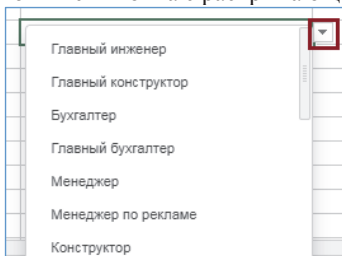 Главный инженер
Главный конструктор
Бухгалтер
Главный бухгалтер
Менеджер
Менеджер по рекламе
Конструктор